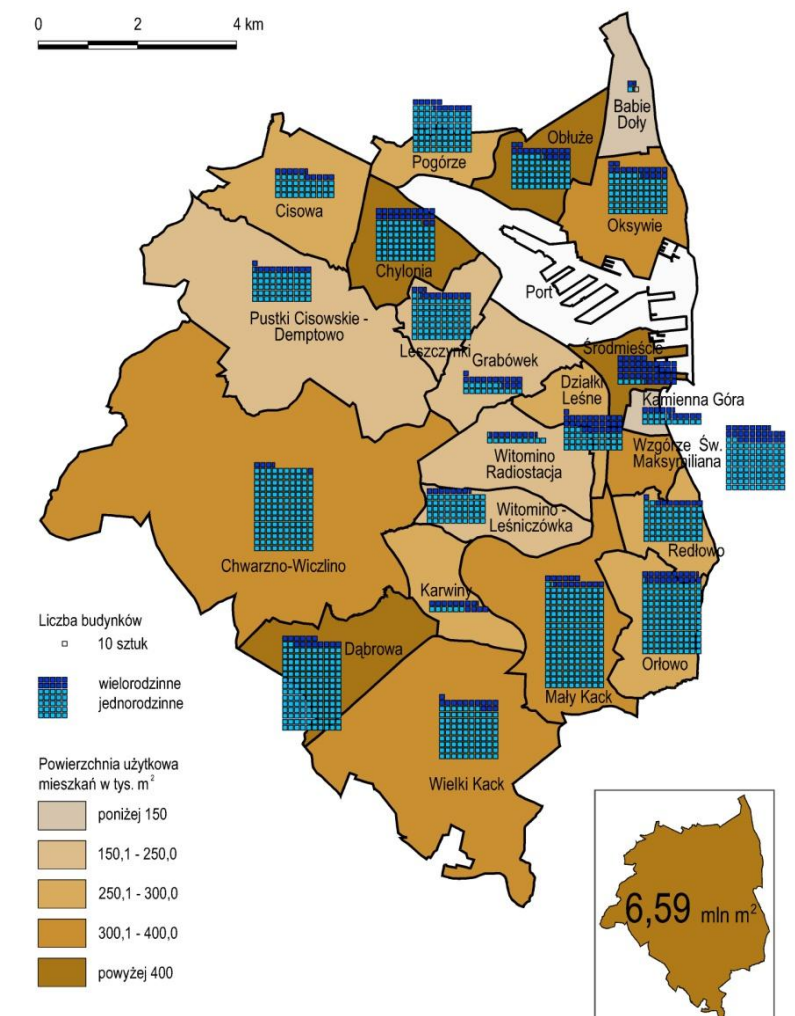 0 2 4 km
Babie
Doły
Obłuże
Pogórze
Cisowa
Oksywie
Chylonia
Port
Pustki Cisowskie -
Demptowo
Leszczynki
Grabówek
Środmieście
Działki
Leśne
Kamienna Góra
Witomino
Radiostacja
Wzgórze Św.
Maksymiliana
Witomino -
Leśniczówka
Redłowo
Chwarzno-Wiczlino
Karwiny
Dąbrowa
Orłowo
Mały Kack
Wielki Kack
Liczba budynków
10 sztuk
wielorodzinne
jednorodzinne
Powierzchnia użytkowa
mieszkań w tys. m²
poniżej 150
150,1 - 250,0
250,1 - 300,0
300,1 - 400,0
powyżej 400
6,59 mln m²